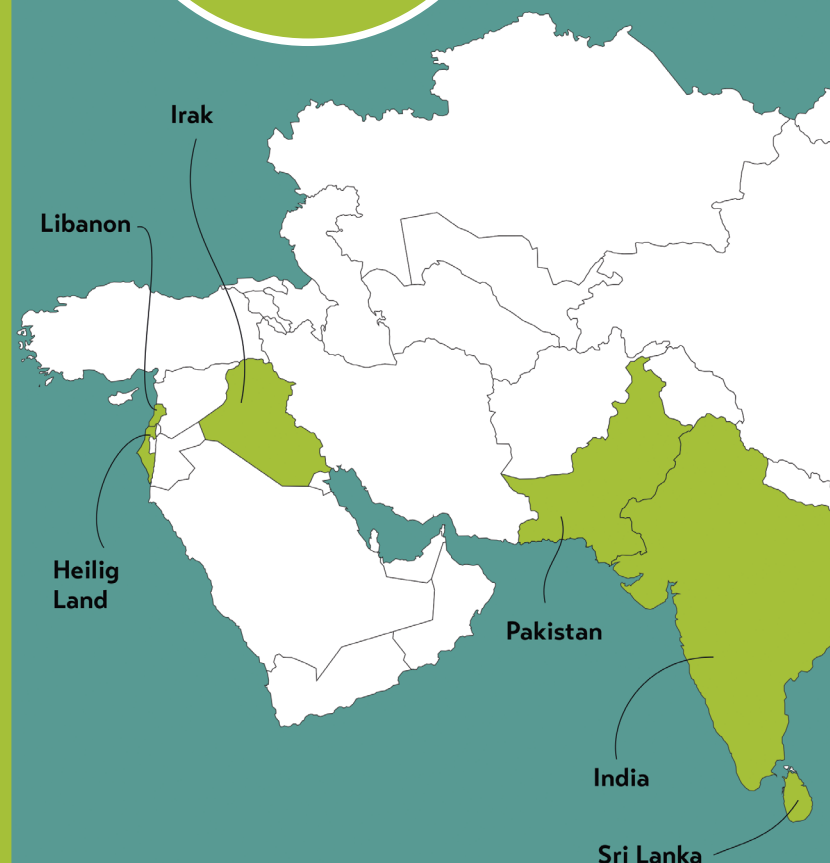 Irak
Libanon
Heilig
Land
Pakistan
India
Sri Lanka